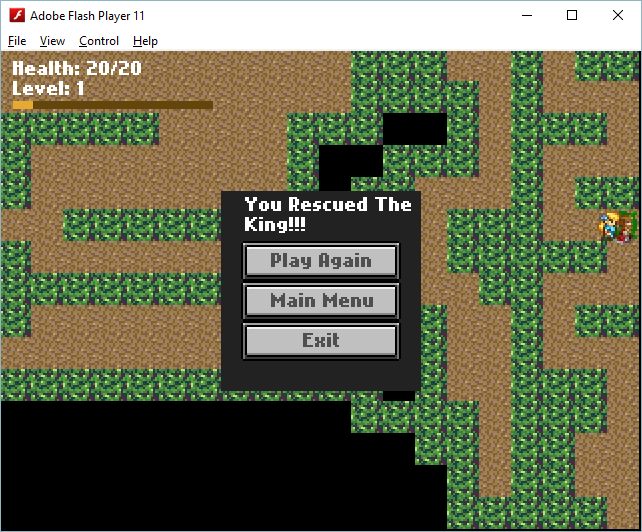 Adobe Flash Player 11
File View Control Help
Health: 20/20
Level: 1
You Rescued The
King!!!
Play Again
Main Menu
Exit